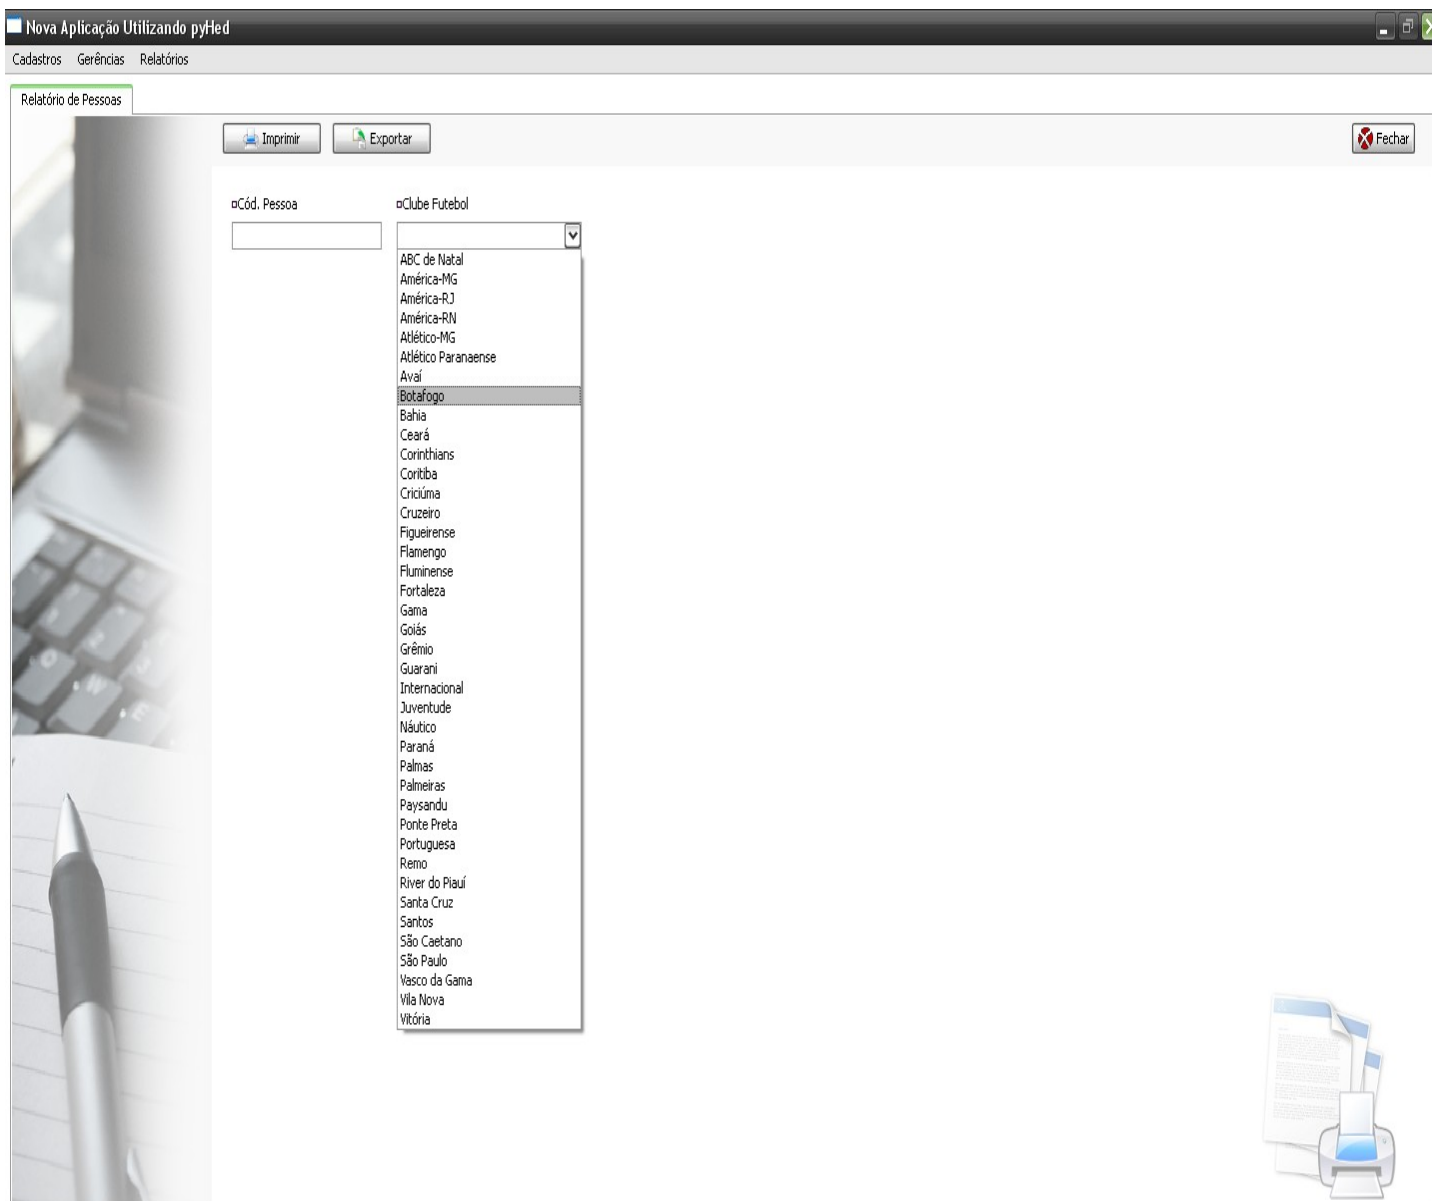 Nova Aplicação Utilizando pyHed
Cadastros Gerências Relatórios
Relatório de Pessoas
Imprimir Exportar Fechar
¤Cód. Pessoa ¤Clube Futebol
ABC de Natal
América-MG
América-RJ
América-RN
Atlético-MG
Atlético Paranaense
Avaí
Botafogo
Bahia
Ceará
Corinthians
Coritiba
Criciúma
Cruzeiro
Figueirense
Flamengo
Fluminense
Fortaleza
Gama
Goiás
Grêmio
Guarani
Internacional
Juventude
Náutico
Paraná
Palmas
Palmeiras
Paysandu
Ponte Preta
Portuguesa
Remo
River do Piauí
Santa Cruz
Santos
São Caetano
São Paulo
Vasco da Gama
Vila Nova
Vitória